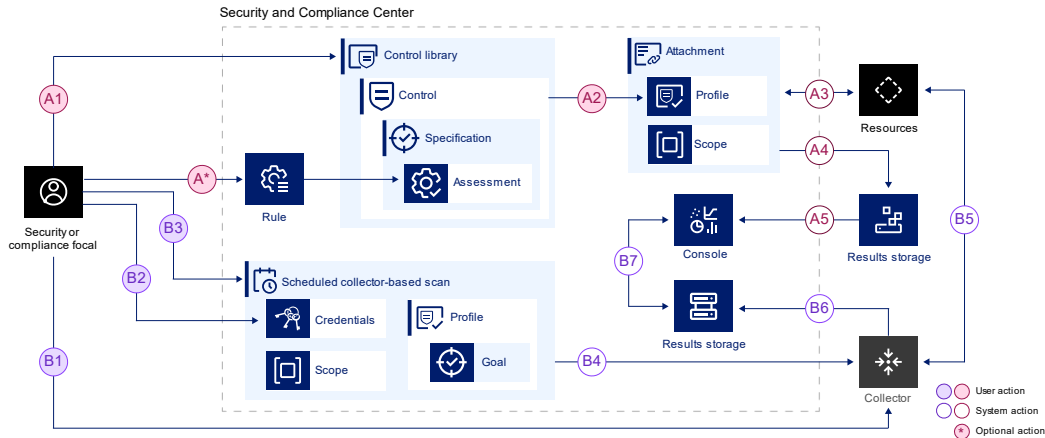 Security and Compliance Center
Control library
Attachment
A1
Control
A2
Profile
A3
Resources
Specification
Scope
A4
A*
Rule
Assessment
Security or
compliance focal
B3
A5
B5
Console
Results storage
B7
B2
Scheduled collector-based scan
Credentials
Profile
B6
Results storage
B1
Scope
Goal
B4
Collector
User action
System action
* Optional action